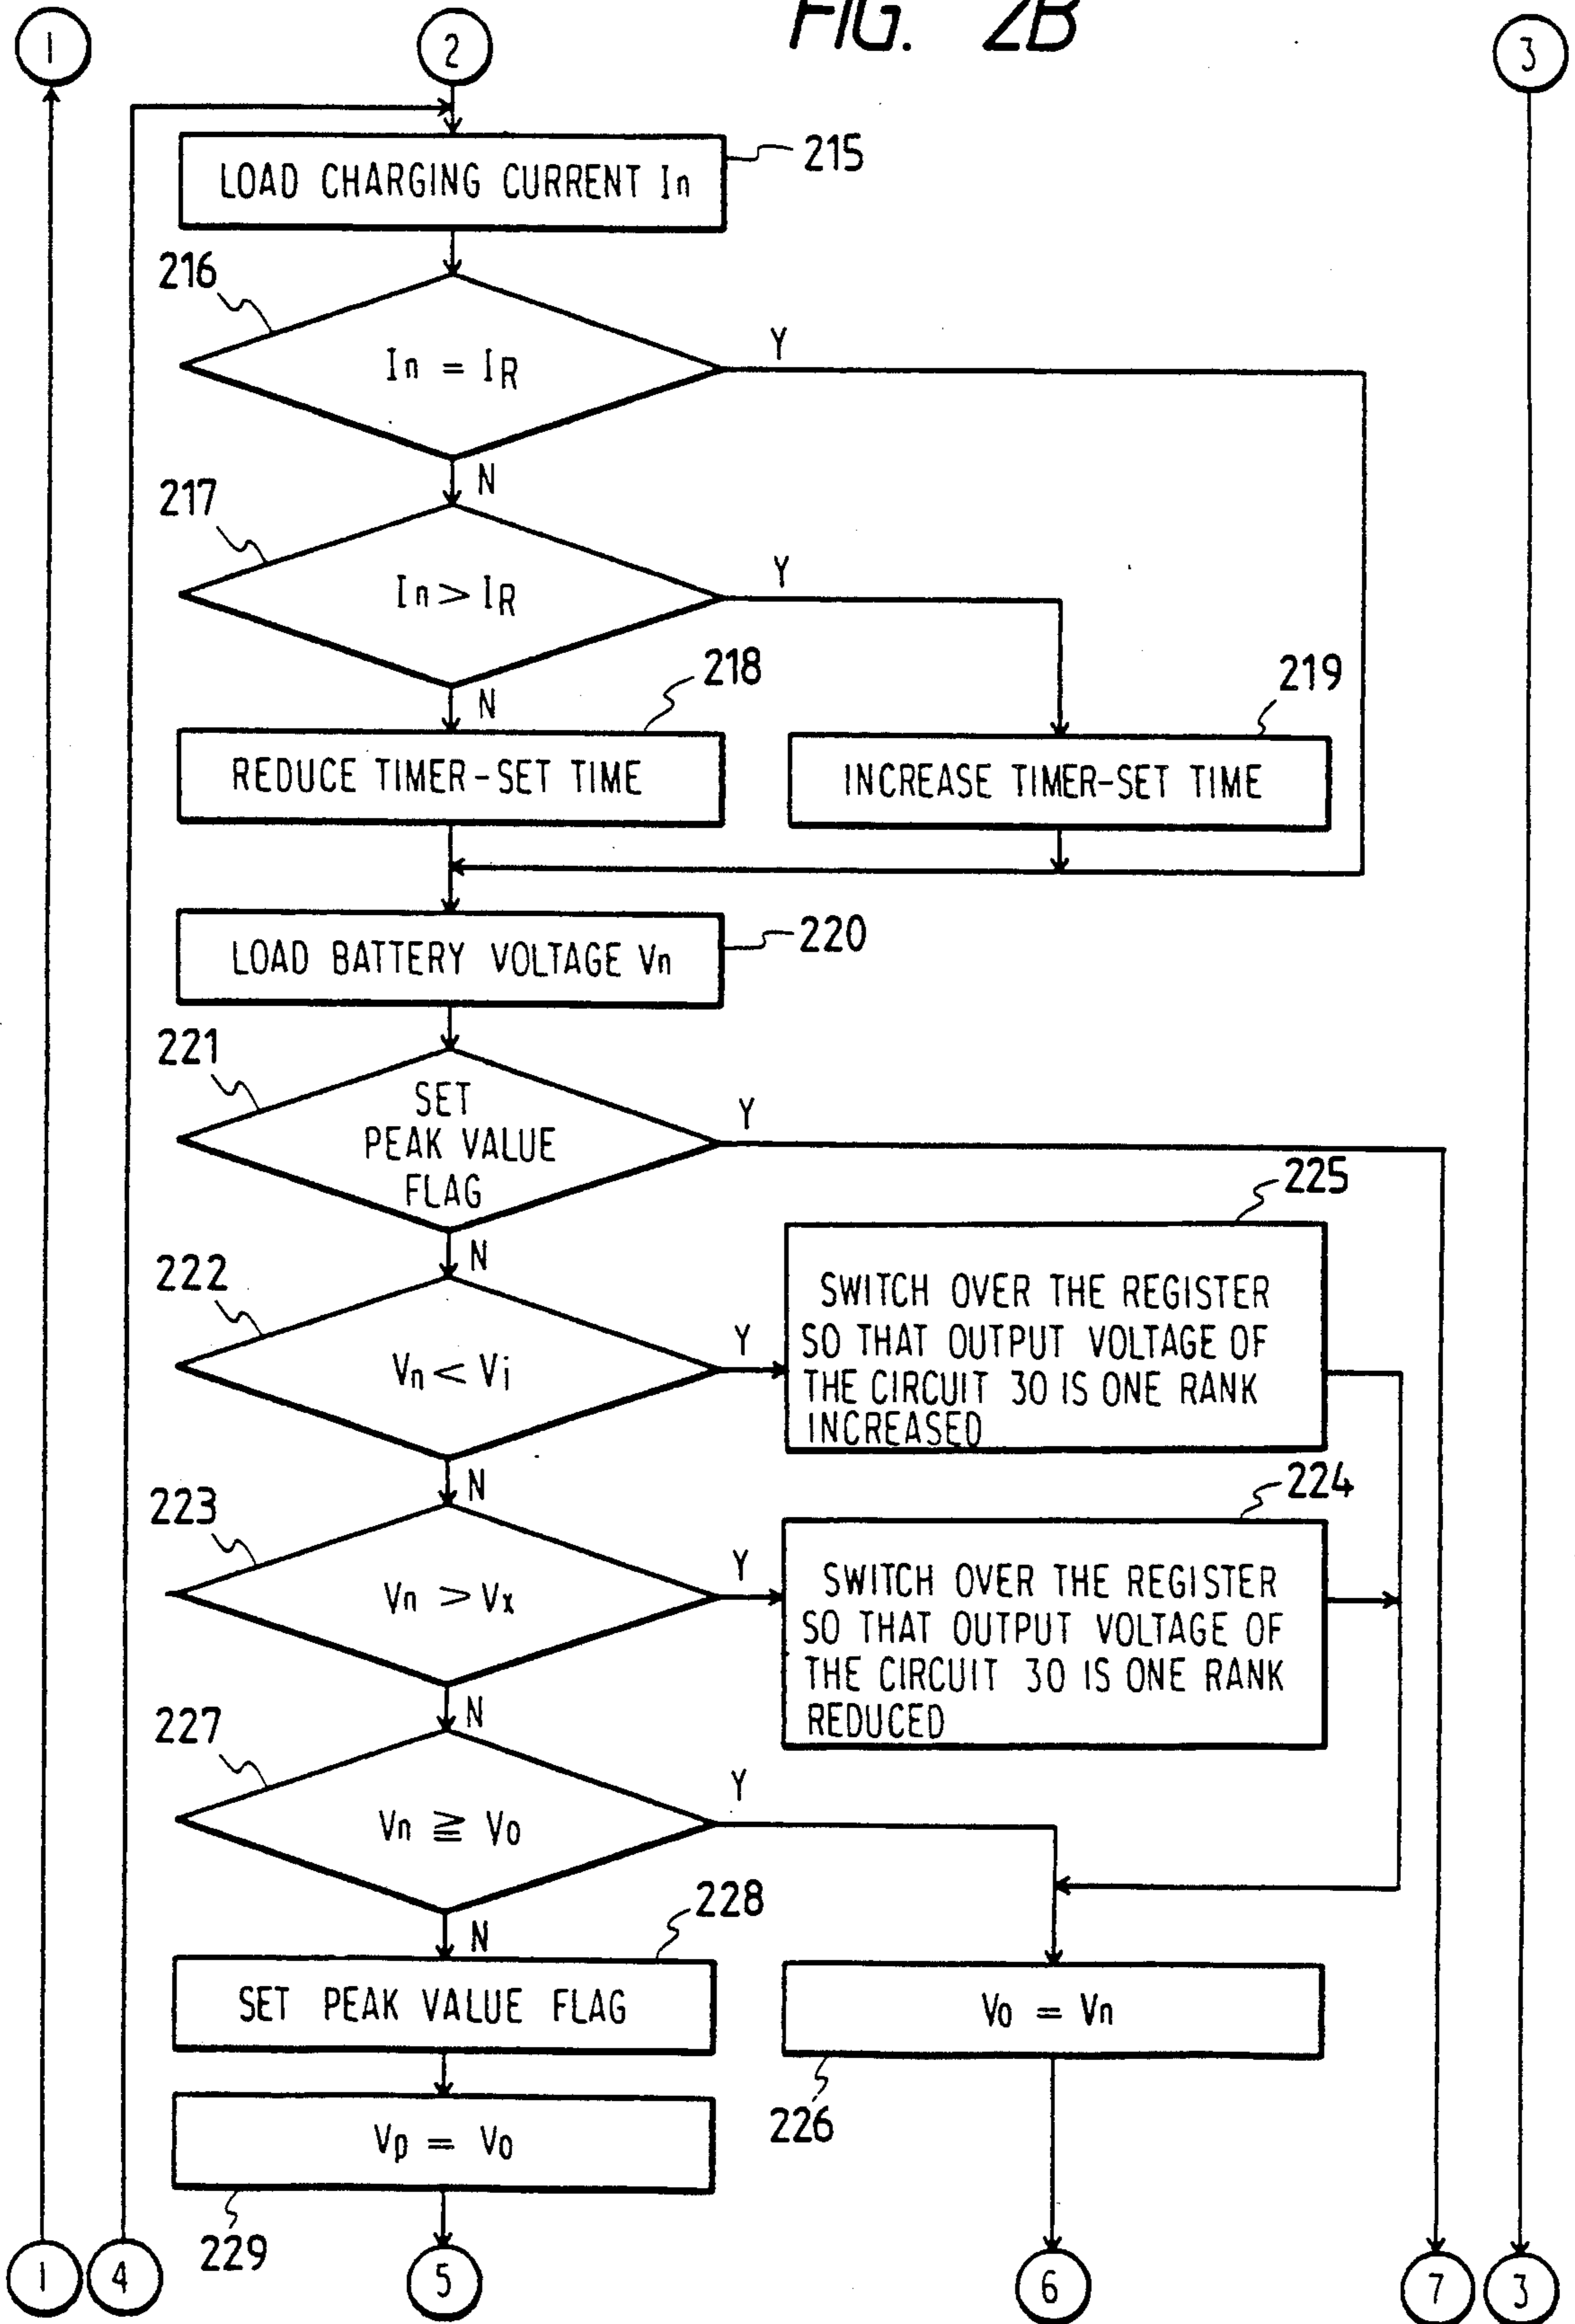 FIG. 2B
1
2
3
LOAD CHARGING CURRENT In
215
216
In = IR
Y
N
217
In > IR
Y
N
218
REDUCE TIMER-SET TIME
219
INCREASE TIMER-SET TIME
LOAD BATTERY VOLTAGE Vn
220
221
SET
PEAK VALUE
FLAG
Y
N
222
Vn < Vi
Y
N
225
SWITCH OVER THE REGISTER
SO THAT OUTPUT VOLTAGE OF
THE CIRCUIT 30 IS ONE RANK
INCREASED
223
Vn > Vx
Y
N
224
SWITCH OVER THE REGISTER
SO THAT OUTPUT VOLTAGE OF
THE CIRCUIT 30 IS ONE RANK
REDUCED
227
Vn ≧ Vo
Y
N
228
SET PEAK VALUE FLAG
Vo = Vn
226
Vp = Vo
229
1
4
5
6
7
3